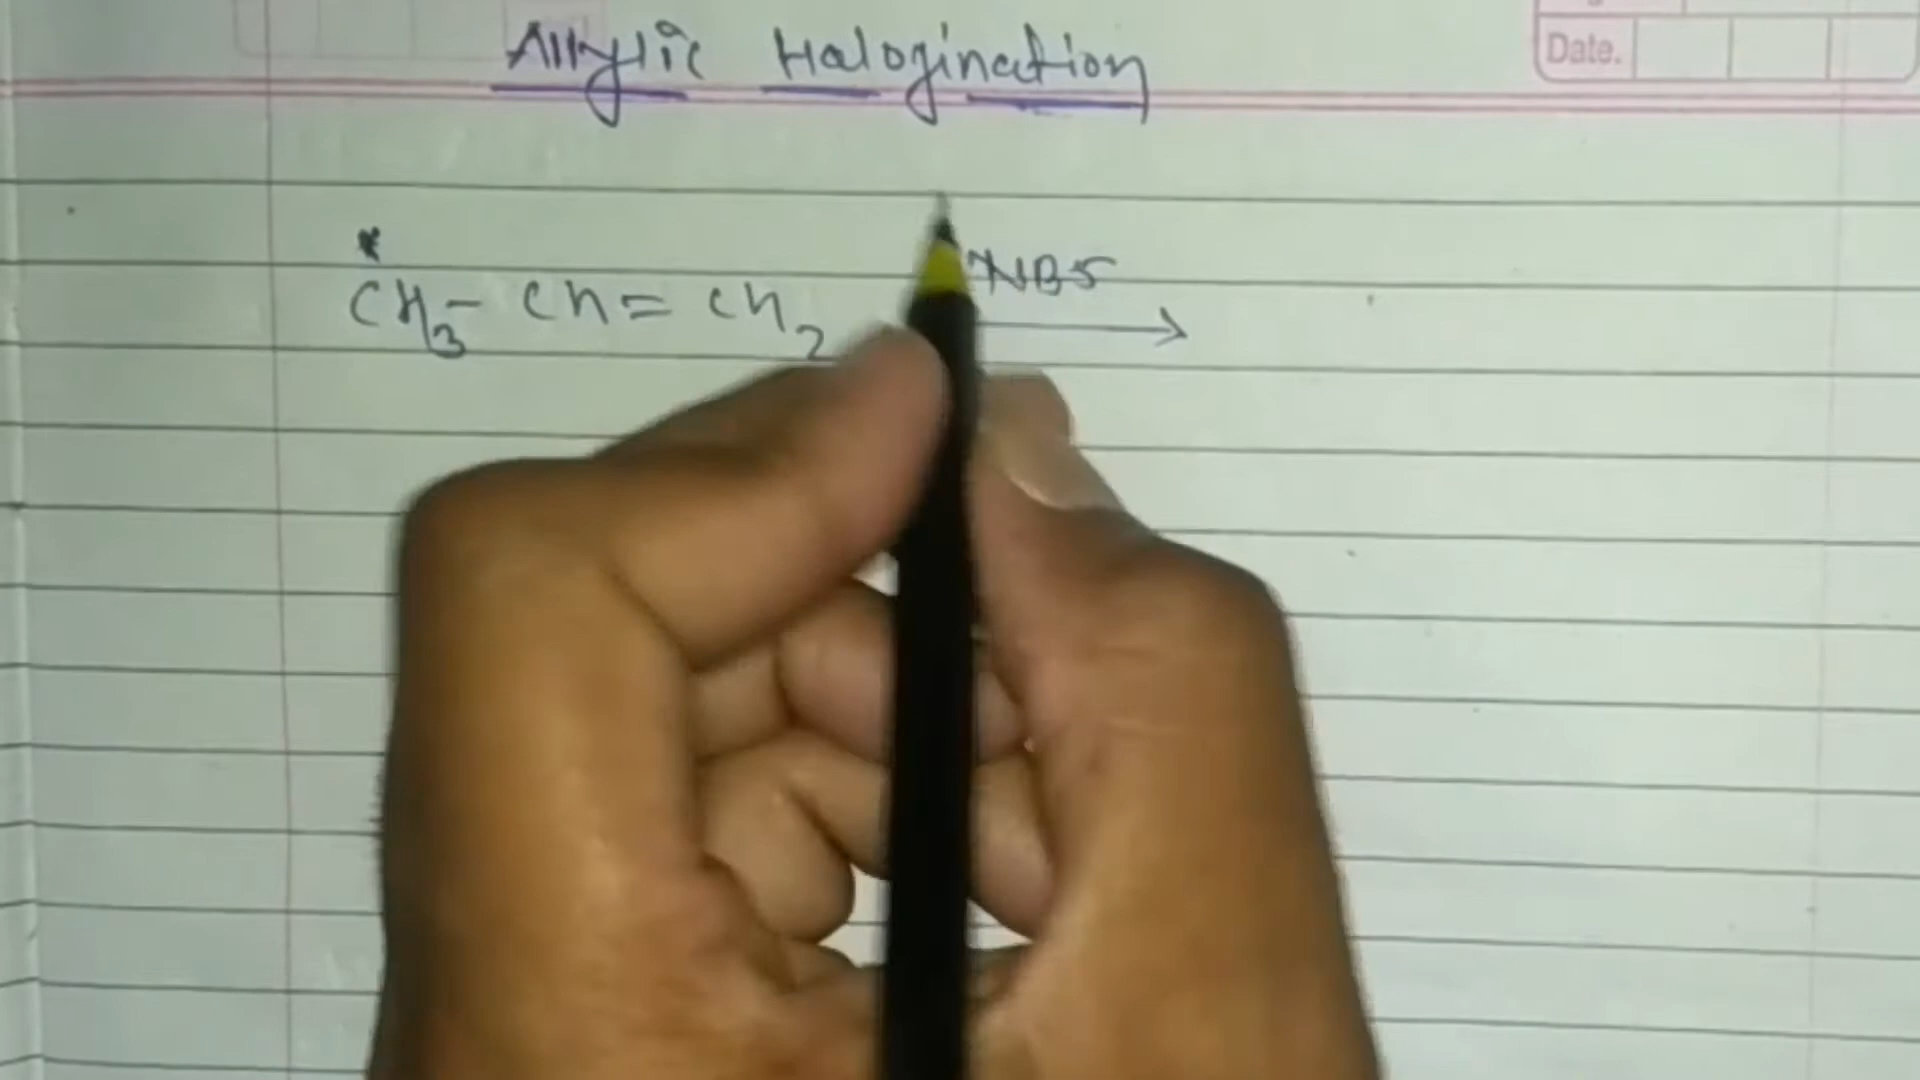 Date.
Allylic Halogination
*
CH3- CH= CH2 NBS →